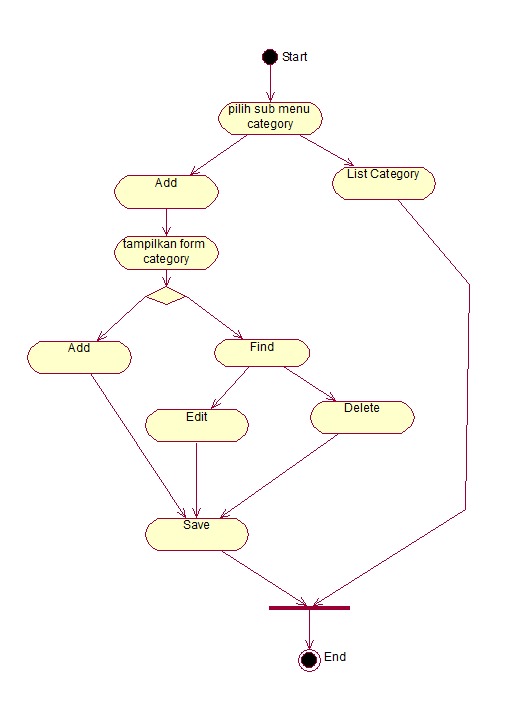 Start
pilih sub menu
category
Add
List Category
tampilkan form
category
Add
Find
Edit
Delete
Save
End